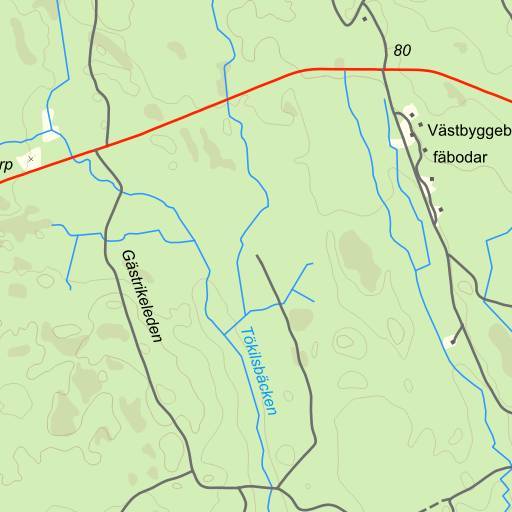 80
Västbyggeb
fäbodar
rp
Gästrikeleden
Tökilsbäcken